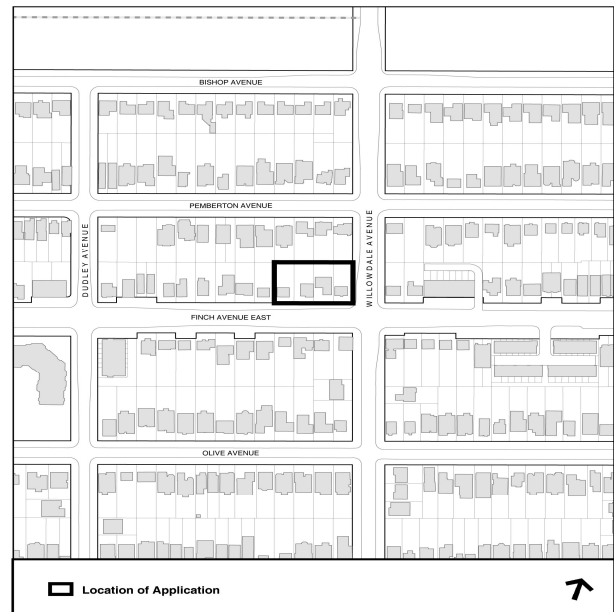 BISHOP AVENUE
PEMBERTON AVENUE
DUDLEY AVENUE
WILLOWDALE AVENUE
FINCH AVENUE EAST
OLIVE AVENUE
Location of Application